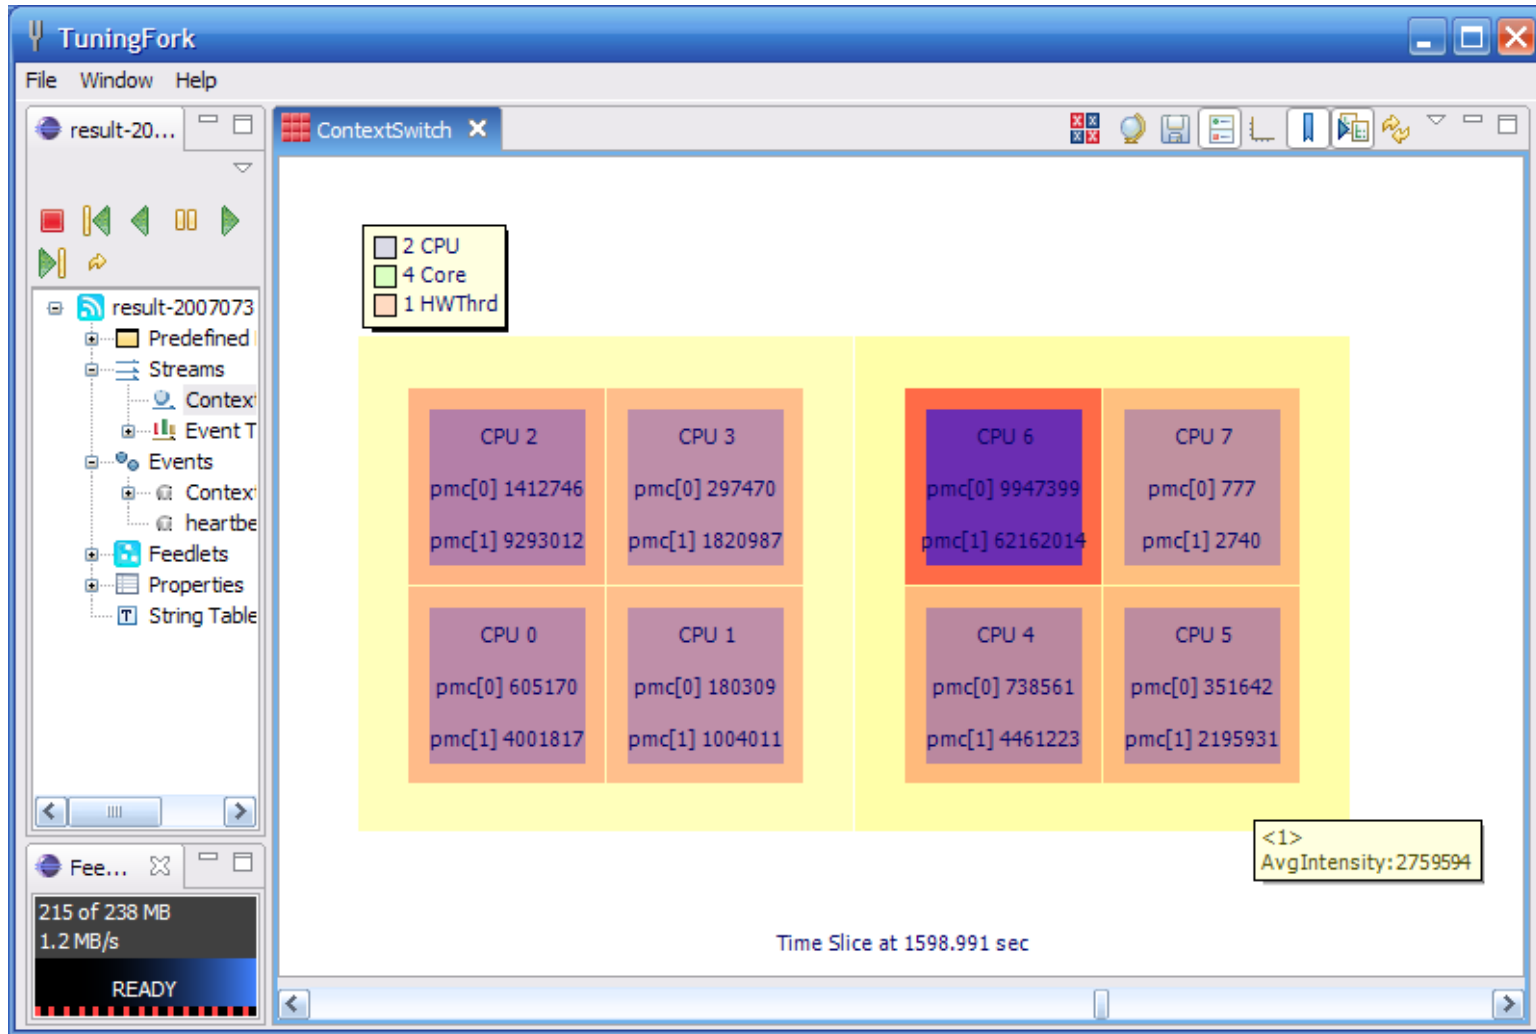 TuningFork
File Window Help
result-20...
result-2007073
Predefined
Streams
Contex
Event T
Events
Contex
heartbe
Feedlets
Properties
T String Table
Fee...
215 of 238 MB
1.2 MB/s
READY
ContextSwitch
2 CPU
4 Core
1 HWThrd
CPU 2
pmc[0] 1412746
pmc[1] 9293012
CPU 3
pmc[0] 297470
pmc[1] 1820987
CPU 6
pmc[0] 9947399
pmc[1] 62162014
CPU 7
pmc[0] 777
pmc[1] 2740
CPU 0
pmc[0] 605170
pmc[1] 4001817
CPU 1
pmc[0] 180309
pmc[1] 1004011
CPU 4
pmc[0] 738561
pmc[1] 4461223
CPU 5
pmc[0] 351642
pmc[1] 2195931
<1>
AvgIntensity:2759594
Time Slice at 1598.991 sec